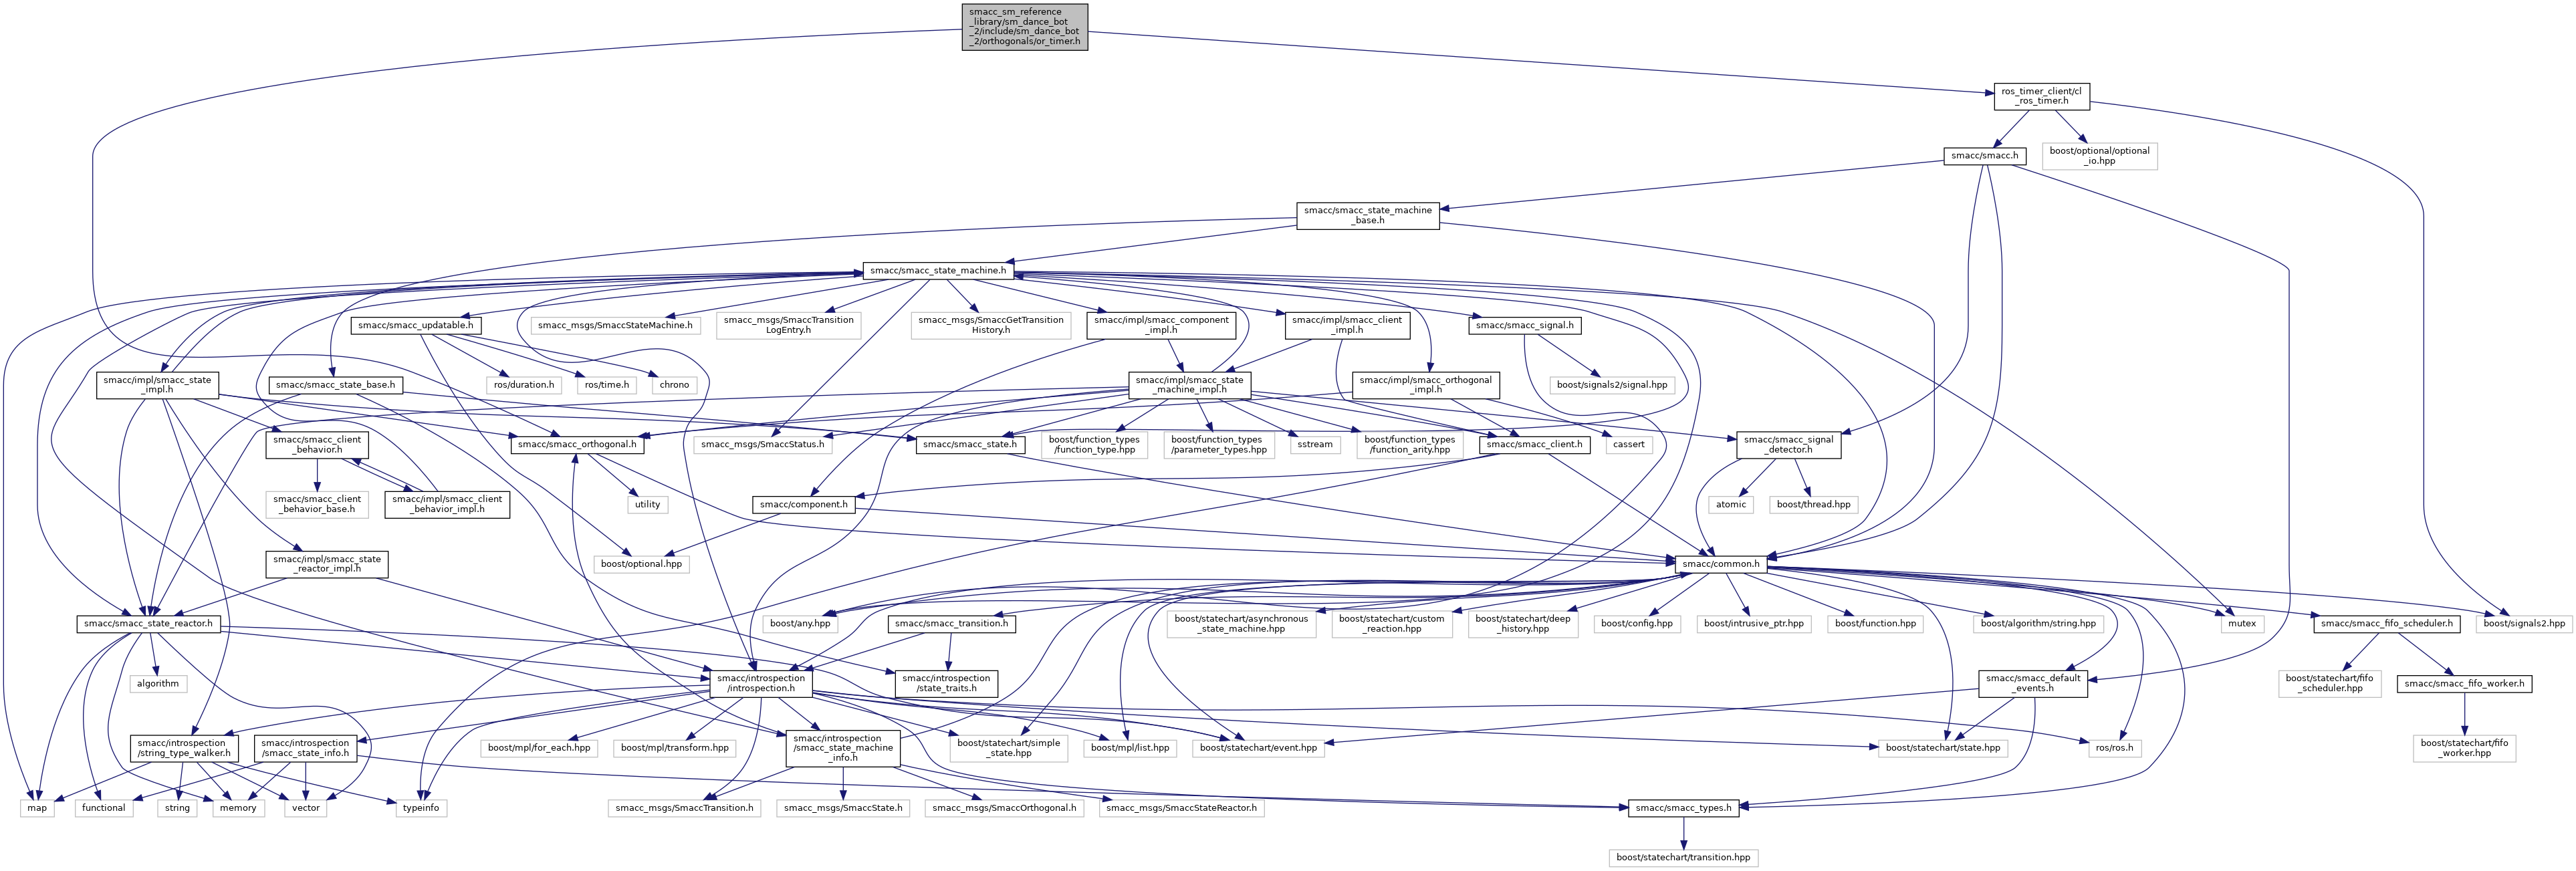 smacc_sm_reference
_library/sm_dance_bot
_2/include/sm_dance_bot
_2/orthogonals/or_timer.h
ros_timer_client/cl
_ros_timer.h
smacc/smacc.h
boost/optional/optional
_io.hpp
smacc/smacc_state_machine
_base.h
smacc/smacc_state_machine.h
smacc/smacc_updatable.h
smacc_msgs/SmaccStateMachine.h
smacc_msgs/SmaccTransition
LogEntry.h
smacc_msgs/SmaccGetTransition
History.h
smacc/impl/smacc_component
_impl.h
smacc/impl/smacc_client
_impl.h
smacc/smacc_signal.h
smacc/impl/smacc_state
_impl.h
smacc/smacc_state_base.h
ros/duration.h
ros/time.h
chrono
smacc/impl/smacc_state
_machine_impl.h
smacc/impl/smacc_orthogonal
_impl.h
boost/signals2/signal.hpp
smacc/smacc_client
_behavior.h
smacc/smacc_orthogonal.h
smacc_msgs/SmaccStatus.h
smacc/smacc_state.h
boost/function_types
/function_type.hpp
boost/function_types
/parameter_types.hpp
sstream
boost/function_types
/function_arity.hpp
smacc/smacc_client.h
cassert
smacc/smacc_signal
_detector.h
smacc/smacc_client
_behavior_base.h
smacc/impl/smacc_client
_behavior_impl.h
utility
smacc/component.h
atomic
boost/thread.hpp
smacc/impl/smacc_state
_reactor_impl.h
boost/optional.hpp
smacc/common.h
smacc/smacc_state_reactor.h
boost/any.hpp
smacc/smacc_transition.h
boost/statechart/asynchronous
_state_machine.hpp
boost/statechart/custom
_reaction.hpp
boost/statechart/deep
_history.hpp
boost/config.hpp
boost/intrusive_ptr.hpp
boost/function.hpp
boost/algorithm/string.hpp
mutex
smacc/smacc_fifo_scheduler.h
boost/signals2.hpp
algorithm
smacc/introspection
/introspection.h
smacc/introspection
/state_traits.h
smacc/smacc_default
_events.h
boost/statechart/fifo
_scheduler.hpp
smacc/smacc_fifo_worker.h
smacc/introspection
/string_type_walker.h
smacc/introspection
/smacc_state_info.h
boost/mpl/for_each.hpp
boost/mpl/transform.hpp
smacc/introspection
/smacc_state_machine
_info.h
boost/statechart/simple
_state.hpp
boost/mpl/list.hpp
boost/statechart/event.hpp
boost/statechart/state.hpp
ros/ros.h
boost/statechart/fifo
_worker.hpp
map
functional
string
memory
vector
typeinfo
smacc_msgs/SmaccTransition.h
smacc_msgs/SmaccState.h
smacc_msgs/SmaccOrthogonal.h
smacc_msgs/SmaccStateReactor.h
smacc/smacc_types.h
boost/statechart/transition.hpp